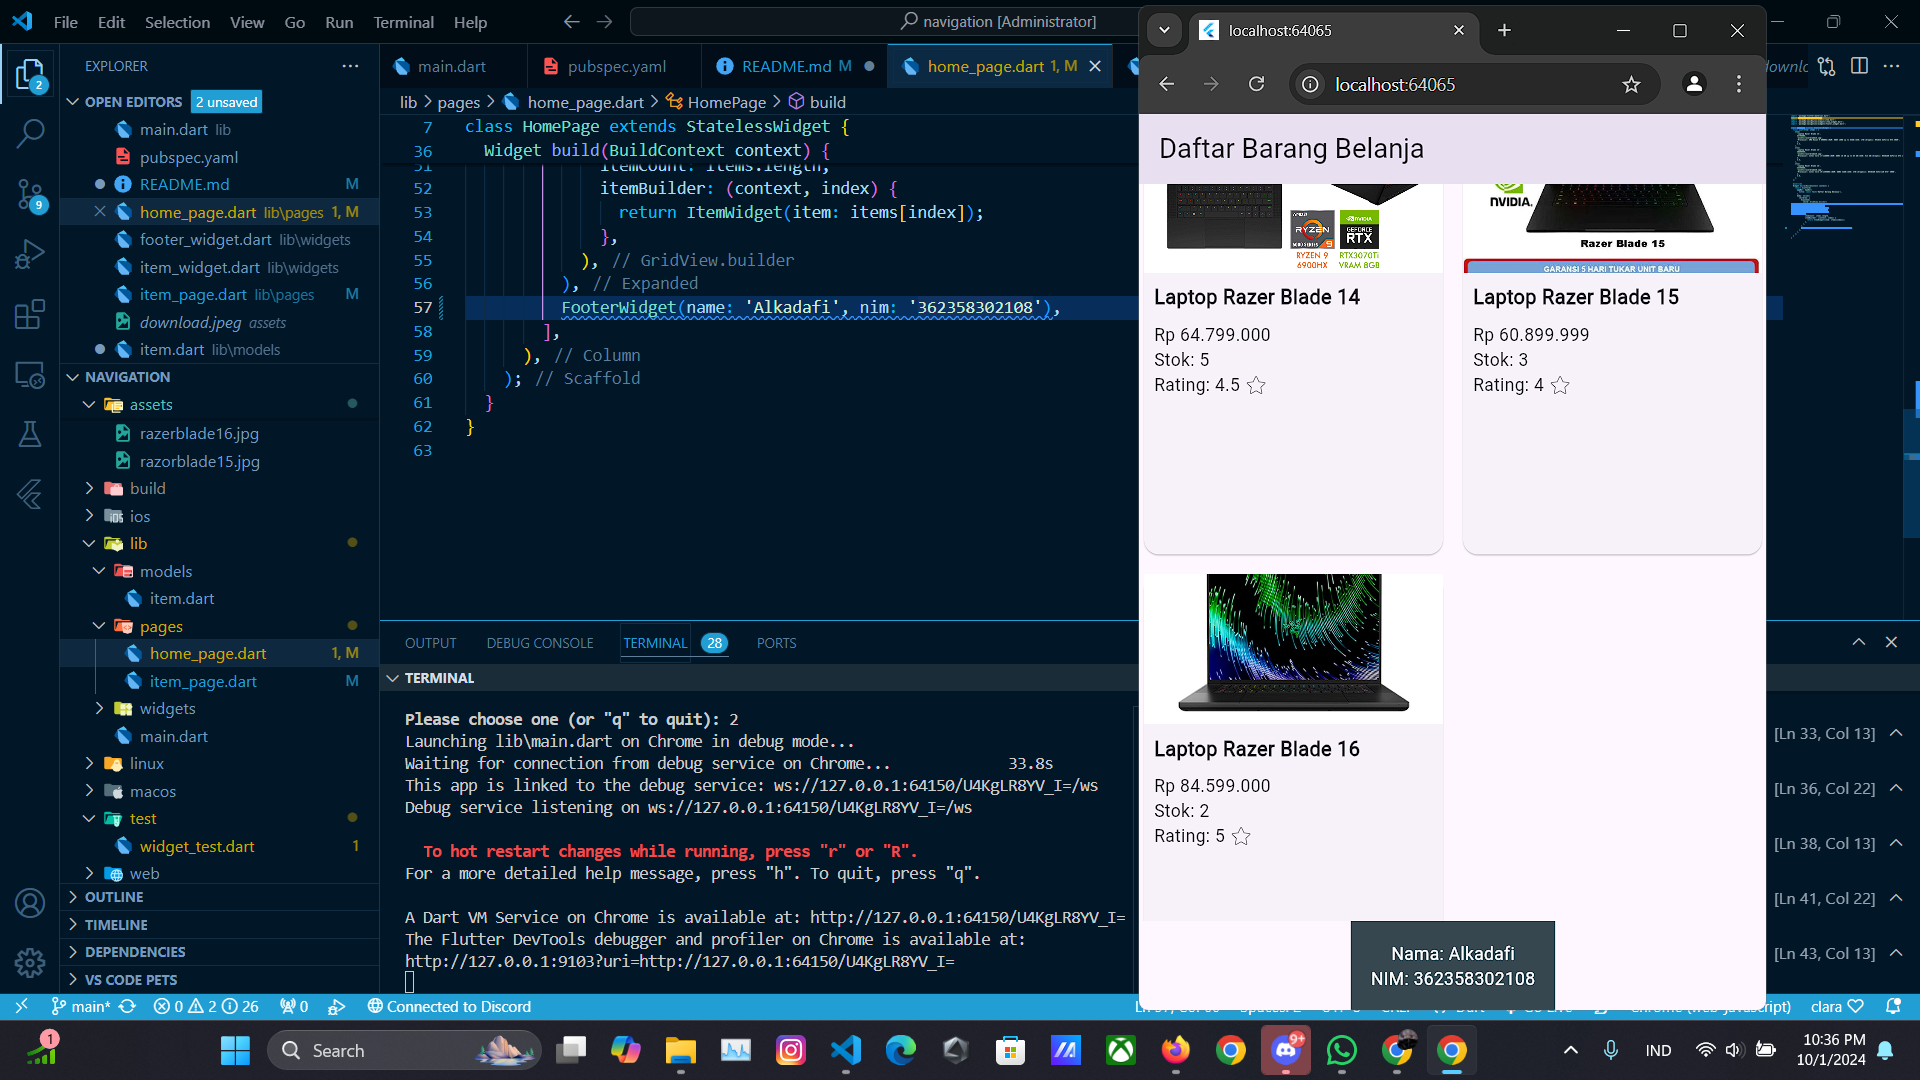 File Edit Selection View Go Run Terminal Help
navigation [Administrator]
EXPLORER
OPEN EDITORS 2 unsaved
main.dart lib
pubspec.yaml
README.md M
home_page.dart lib\pages 1, M
footer_widget.dart lib\widgets
item_widget.dart lib\widgets
item_page.dart lib\pages M
download.jpeg assets
item.dart lib\models
NAVIGATION
assets
razerblade16.jpg
razorblade15.jpg
build
ios
lib
models
item.dart
pages
home_page.dart 1, M
item_page.dart M
widgets
main.dart
linux
macos
test
widget_test.dart 1
web
OUTLINE
TIMELINE
DEPENDENCIES
VS CODE PETS
2
9
main.dart pubspec.yaml README.md M home_page.dart 1, M
lib > pages > home_page.dart > HomePage > build
7 class HomePage extends StatelessWidget {
36 Widget build(BuildContext context) {
51 itemCount: items.length,
52 itemBuilder: (context, index) {
53 return ItemWidget(item: items[index]);
54 },
55 ), // GridView.builder
56 ), // Expanded
57 FooterWidget(name: 'Alkadafi', nim: '362358302108'),
58 ],
59 ), // Column
60 ); // Scaffold
61 }
62 }
63
OUTPUT DEBUG CONSOLE TERMINAL 28 PORTS
TERMINAL
Please choose one (or "q" to quit): 2
Launching lib\main.dart on Chrome in debug mode...
Waiting for connection from debug service on Chrome... 33.8s
This app is linked to the debug service: ws://127.0.0.1:64150/U4KgLR8YV_I=/ws
Debug service listening on ws://127.0.0.1:64150/U4KgLR8YV_I=/ws
To hot restart changes while running, press "r" or "R".
For a more detailed help message, press "h". To quit, press "q".
A Dart VM Service on Chrome is available at: http://127.0.0.1:64150/U4KgLR8YV_I=
The Flutter DevTools debugger and profiler on Chrome is available at:
http://127.0.0.1:9103?uri=http://127.0.0.1:64150/U4KgLR8YV_I=
localhost:64065
localhost:64065
Daftar Barang Belanja
AMD
RYZEN 9
6000 SERIES
NVIDIA
GEFORCE
RTX
RYZEN 9
6900HX
RTX3070Ti
VRAM 8GB
Laptop Razer Blade 14
Rp 64.799.000
Stok: 5
Rating: 4.5
NVIDIA.
Razer Blade 15
GARANSI 5 HARI TUKAR UNIT BARU
Laptop Razer Blade 15
Rp 60.899.999
Stok: 3
Rating: 4
Laptop Razer Blade 16
Rp 84.599.000
Stok: 2
Rating: 5
Nama: Alkadafi
NIM: 362358302108
[Ln 33, Col 13]
[Ln 36, Col 22]
[Ln 38, Col 13]
[Ln 41, Col 22]
[Ln 43, Col 13]
main* 0 2 26 0 Connected to Discord
clara
1
Search
9+
IND
10:36 PM
10/1/2024